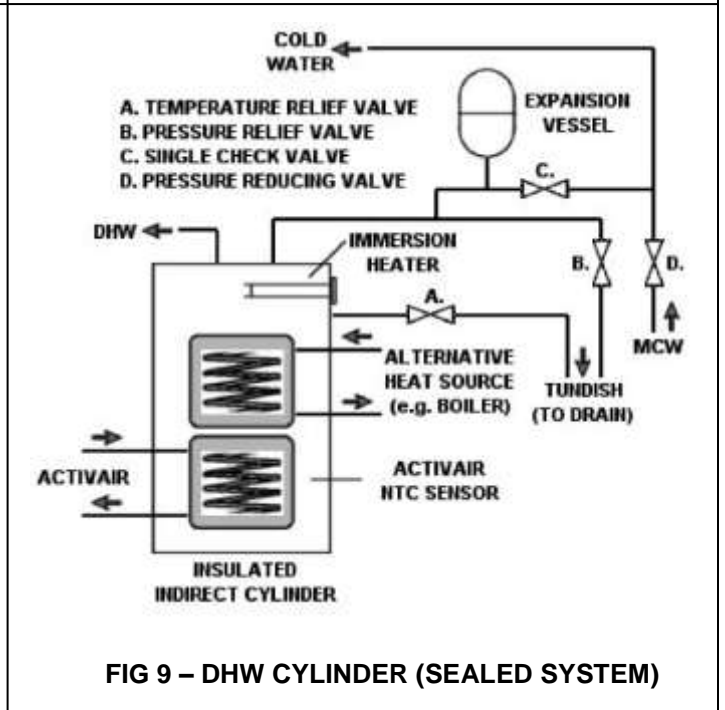 COLD
WATER
A. TEMPERATURE RELIEF VALVE
B. PRESSURE RELIEF VALVE
C. SINGLE CHECK VALVE
D. PRESSURE REDUCING VALVE
EXPANSION
VESSEL
C.
DHW
IMMERSION
HEATER
B.
D.
A.
MCW
ALTERNATIVE
HEAT SOURCE
(e.g. BOILER)
TUNDISH
(TO DRAIN)
ACTIVAIR
ACTIVAIR
NTC SENSOR
INSULATED
INDIRECT CYLINDER
FIG 9 – DHW CYLINDER (SEALED SYSTEM)